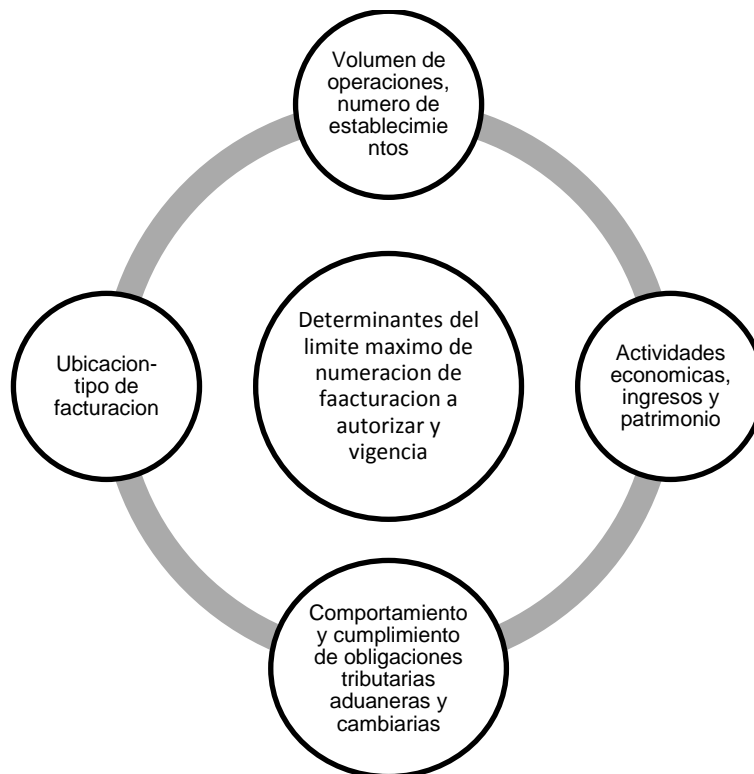 Volumen de
operaciones,
numero de
establecimie
ntos
Determinantes del
limite maximo de
numeracion de
faacturacion a
autorizar y
vigencia
Ubicacion-
tipo de
facturacion
Actividades
economicas,
ingresos y
patrimonio
Comportamiento
y cumplimiento
de obligaciones
tributarias
aduaneras y
cambiarias